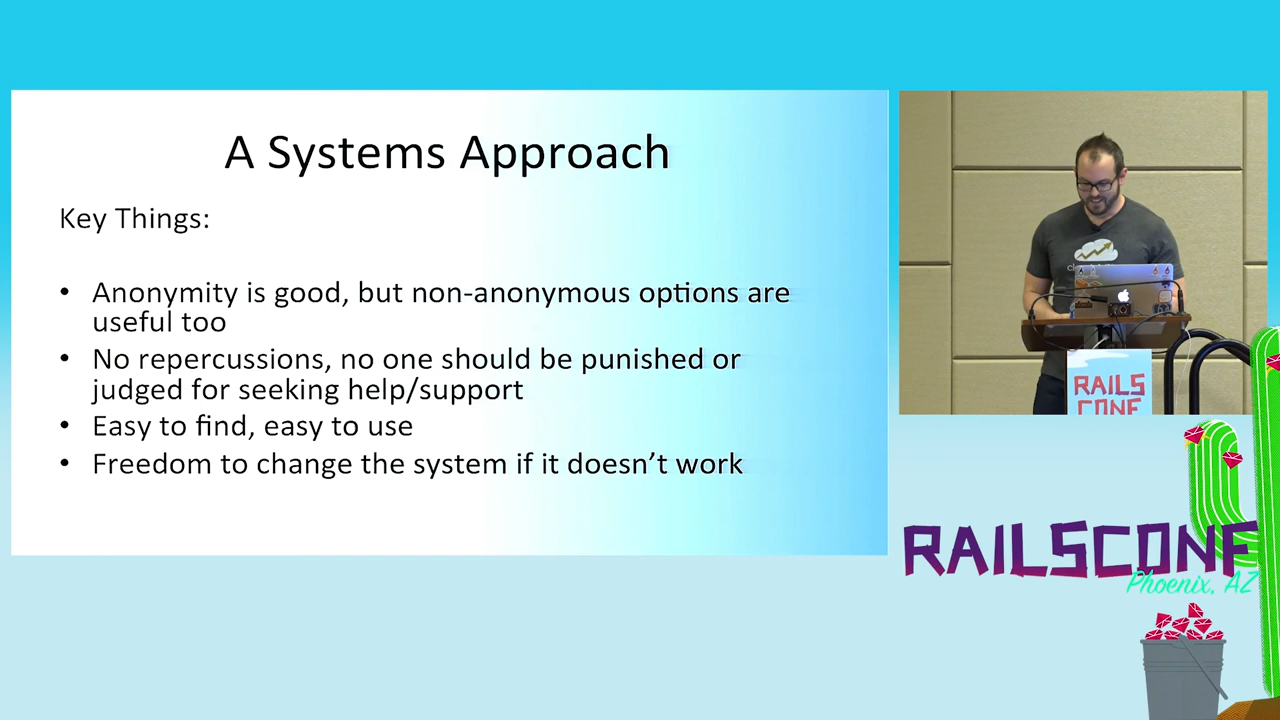 A Systems Approach
Key Things:
• Anonymity is good, but non-anonymous options are
useful too
• No repercussions, no one should be punished or
judged for seeking help/support
• Easy to find, easy to use
• Freedom to change the system if it doesn't work
RAILS
CONF
RAILSCONF
Phoenix, AZ